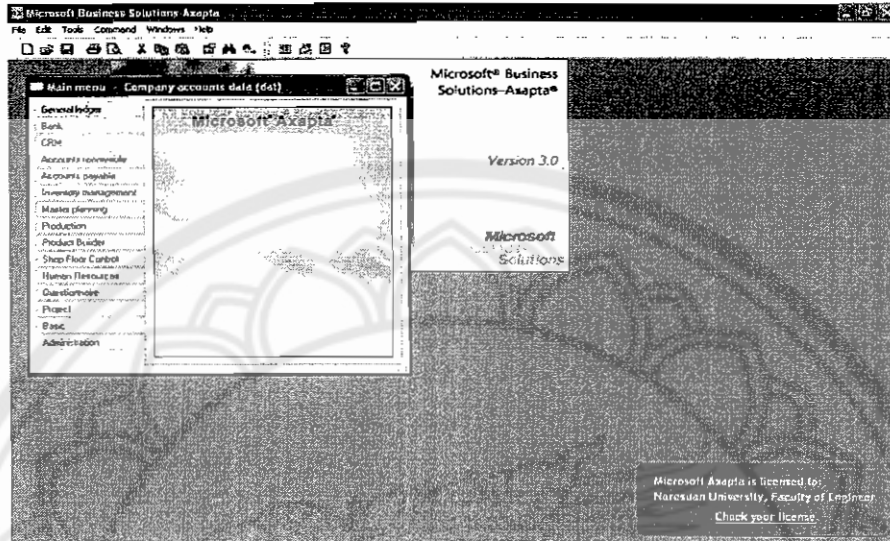 Microsoft Business Solutions-Axapta
File Edit Tools Command Windows Help
Main menu - Company accounts data (dat)
General ledger
Bank
CRM
Accounts receivable
Accounts payable
Inventory management
Master planning
Production
Product Builder
Shop Floor Control
Human Resources
Questionnaire
Project
Basic
Administration
Microsoft Axapta
Microsoft® Business
Solutions–Axapta®
Version 3.0
Microsoft
Solutions
Microsoft Axapta is licensed to:
Naresuan University, Faculty of Engineer
Check your license